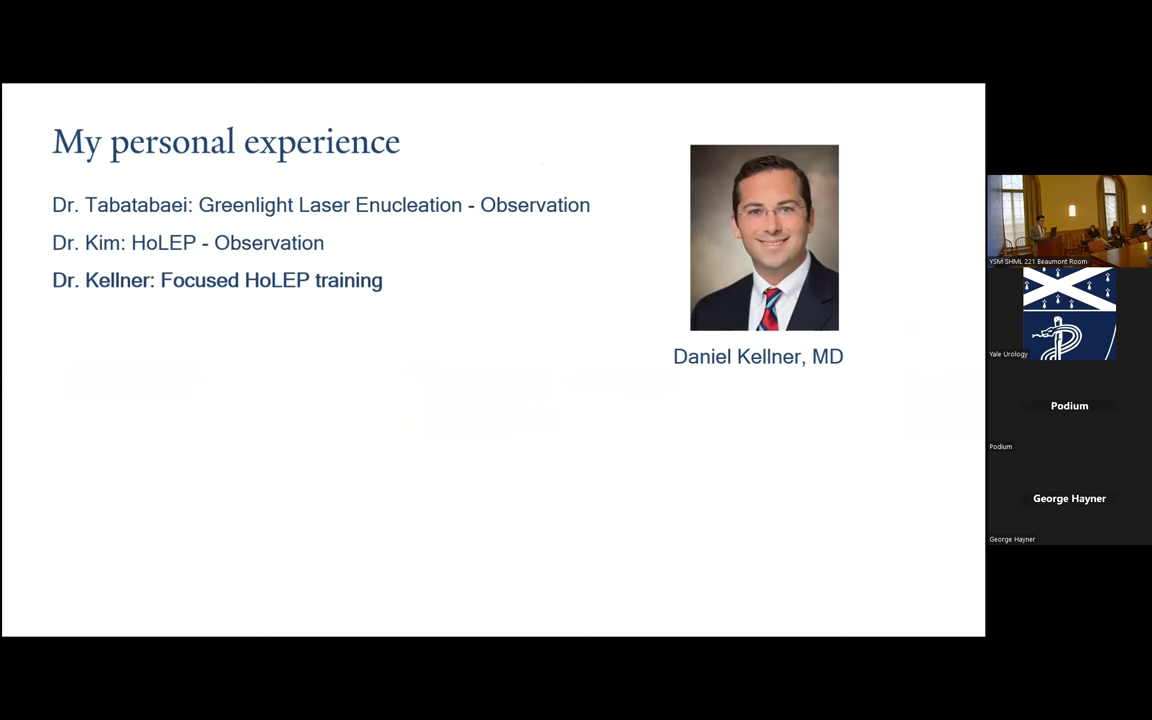 My personal experience
Dr. Tabatabaei: Greenlight Laser Enucleation - Observation
Dr. Kim: HoLEP - Observation
Dr. Kellner: Focused HoLEP training
Daniel Kellner, MD
YSM SHML 221 Beaumont Room
Yale Urology
Podium
Podium
George Hayner
George Hayner